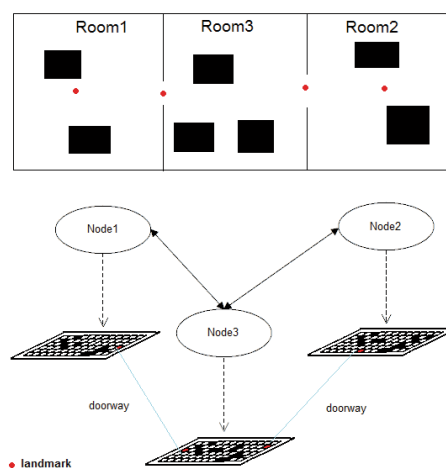 Room1
Room3
Room2
Node1
Node2
Node3
doorway
doorway
landmark